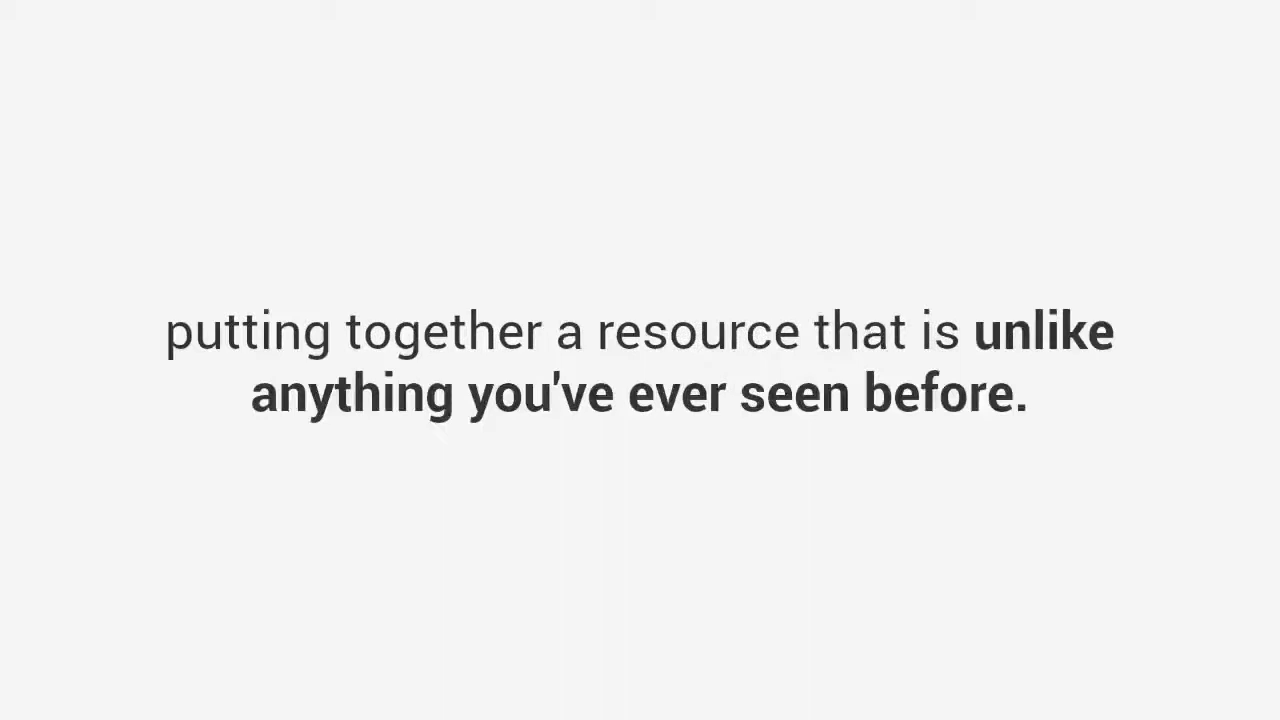 putting together a resource that is unlike
anything you've ever seen before.